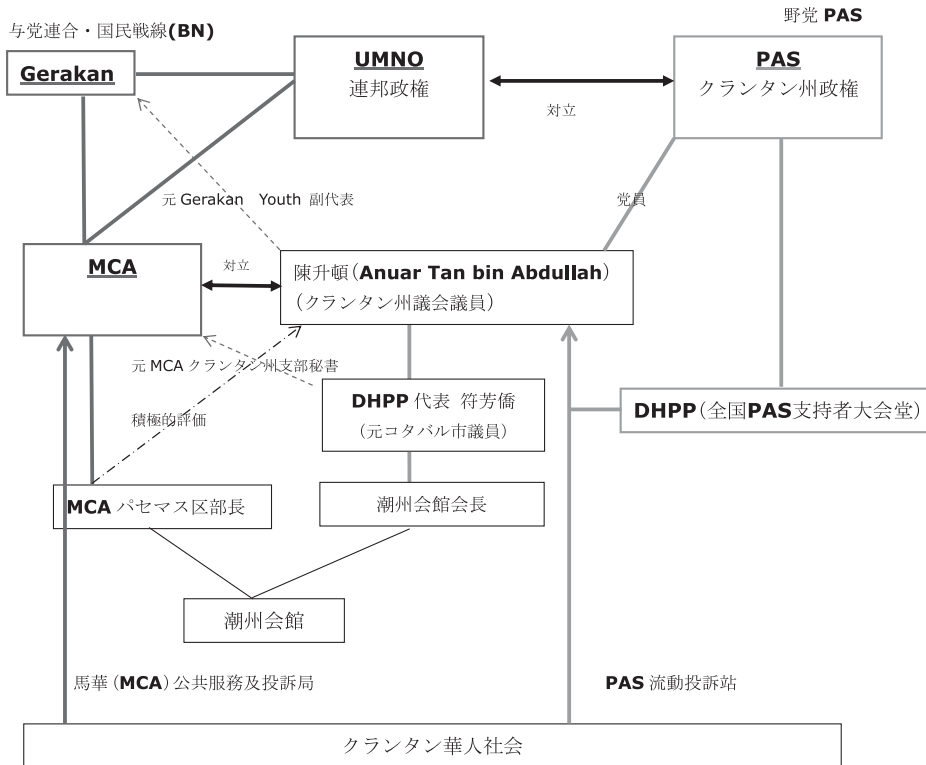 野党 PAS
与党連合・国民戦線(BN)
Gerakan
UMNO
連邦政権
PAS
クランタン州政権
対立
元 Gerakan Youth 副代表
党員
MCA
対立
陳升頓(Anuar Tan bin Abdullah)
(クランタン州議会議員)
元 MCA クランタン州支部秘書
積極的評価
DHPP 代表 符芳僑
(元コタバル市議員)
DHPP(全国PAS支持者大会堂)
MCA パセマス区部長
潮州会館会長
潮州会館
馬華(MCA)公共服務及投訴局
PAS 流動投訴站
クランタン華人社会